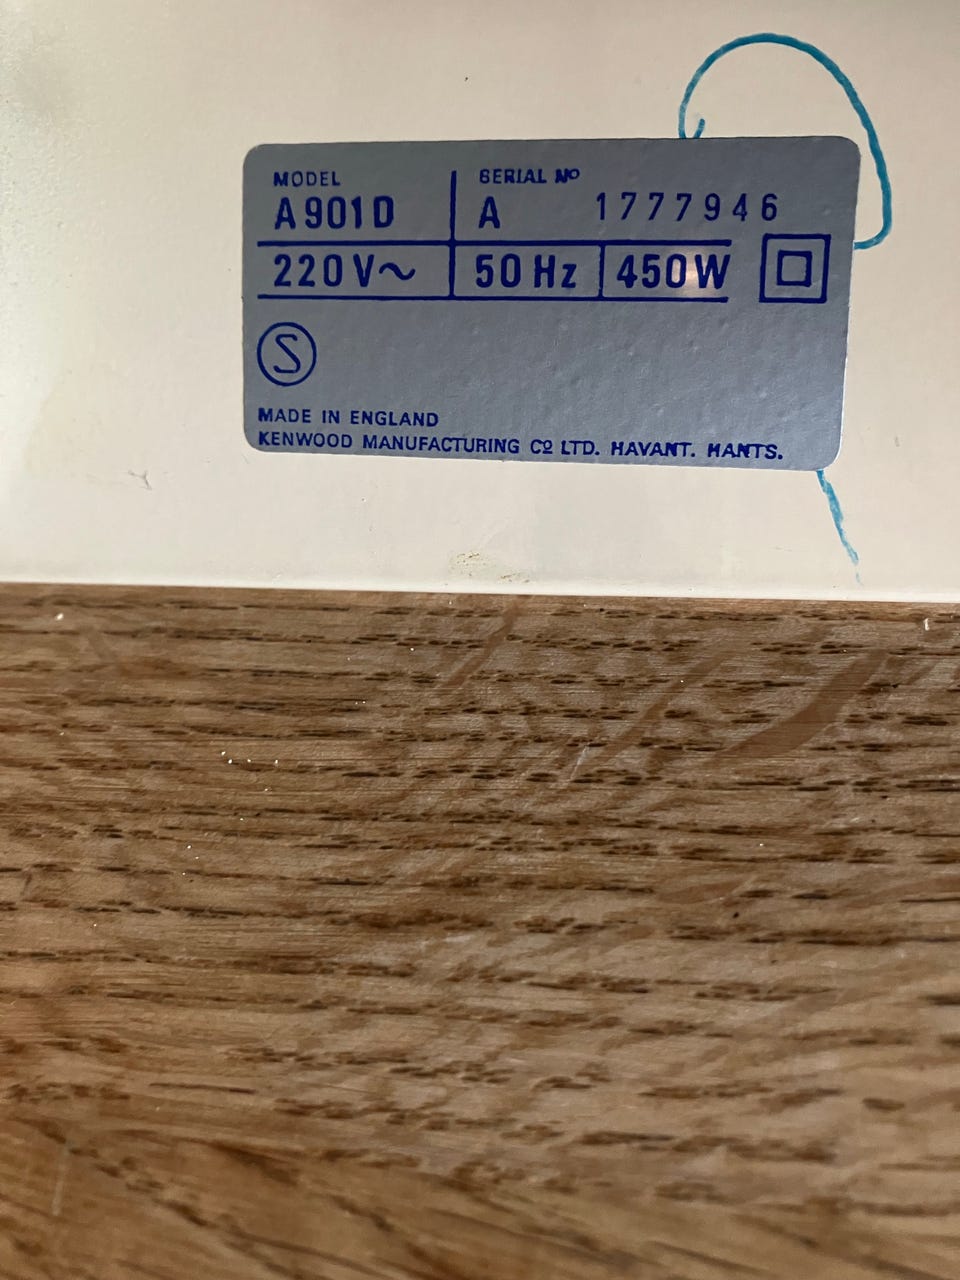 MODEL SERIAL Nº
A901D A 1777946
220V~ 50Hz 450W
S
MADE IN ENGLAND
KENWOOD MANUFACTURING Cº LTD. HAVANT. HANTS.